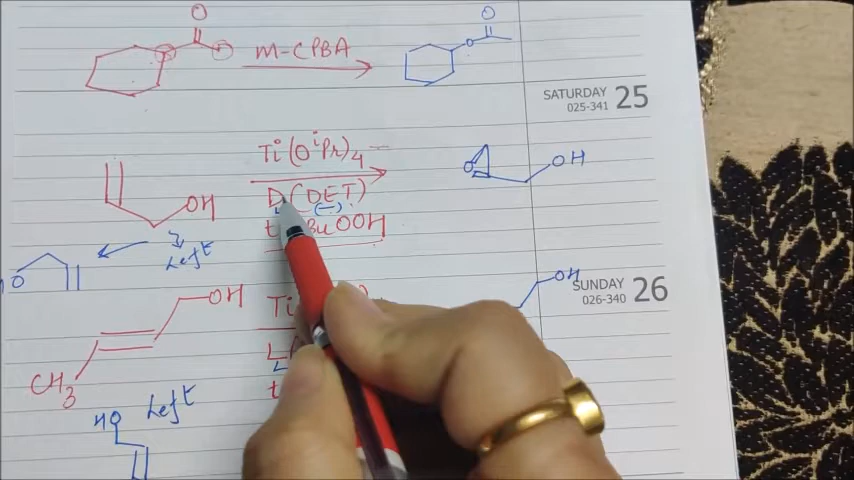 O
O
m-CPBA
O
SATURDAY 25
025-341
Ti(OiPr)4
O
OH
OH
D(DET)
(-)
BuOOH
Left
O
OH
OH
SUNDAY 26
026-340
Ti
CH3
L
HO
Left
t